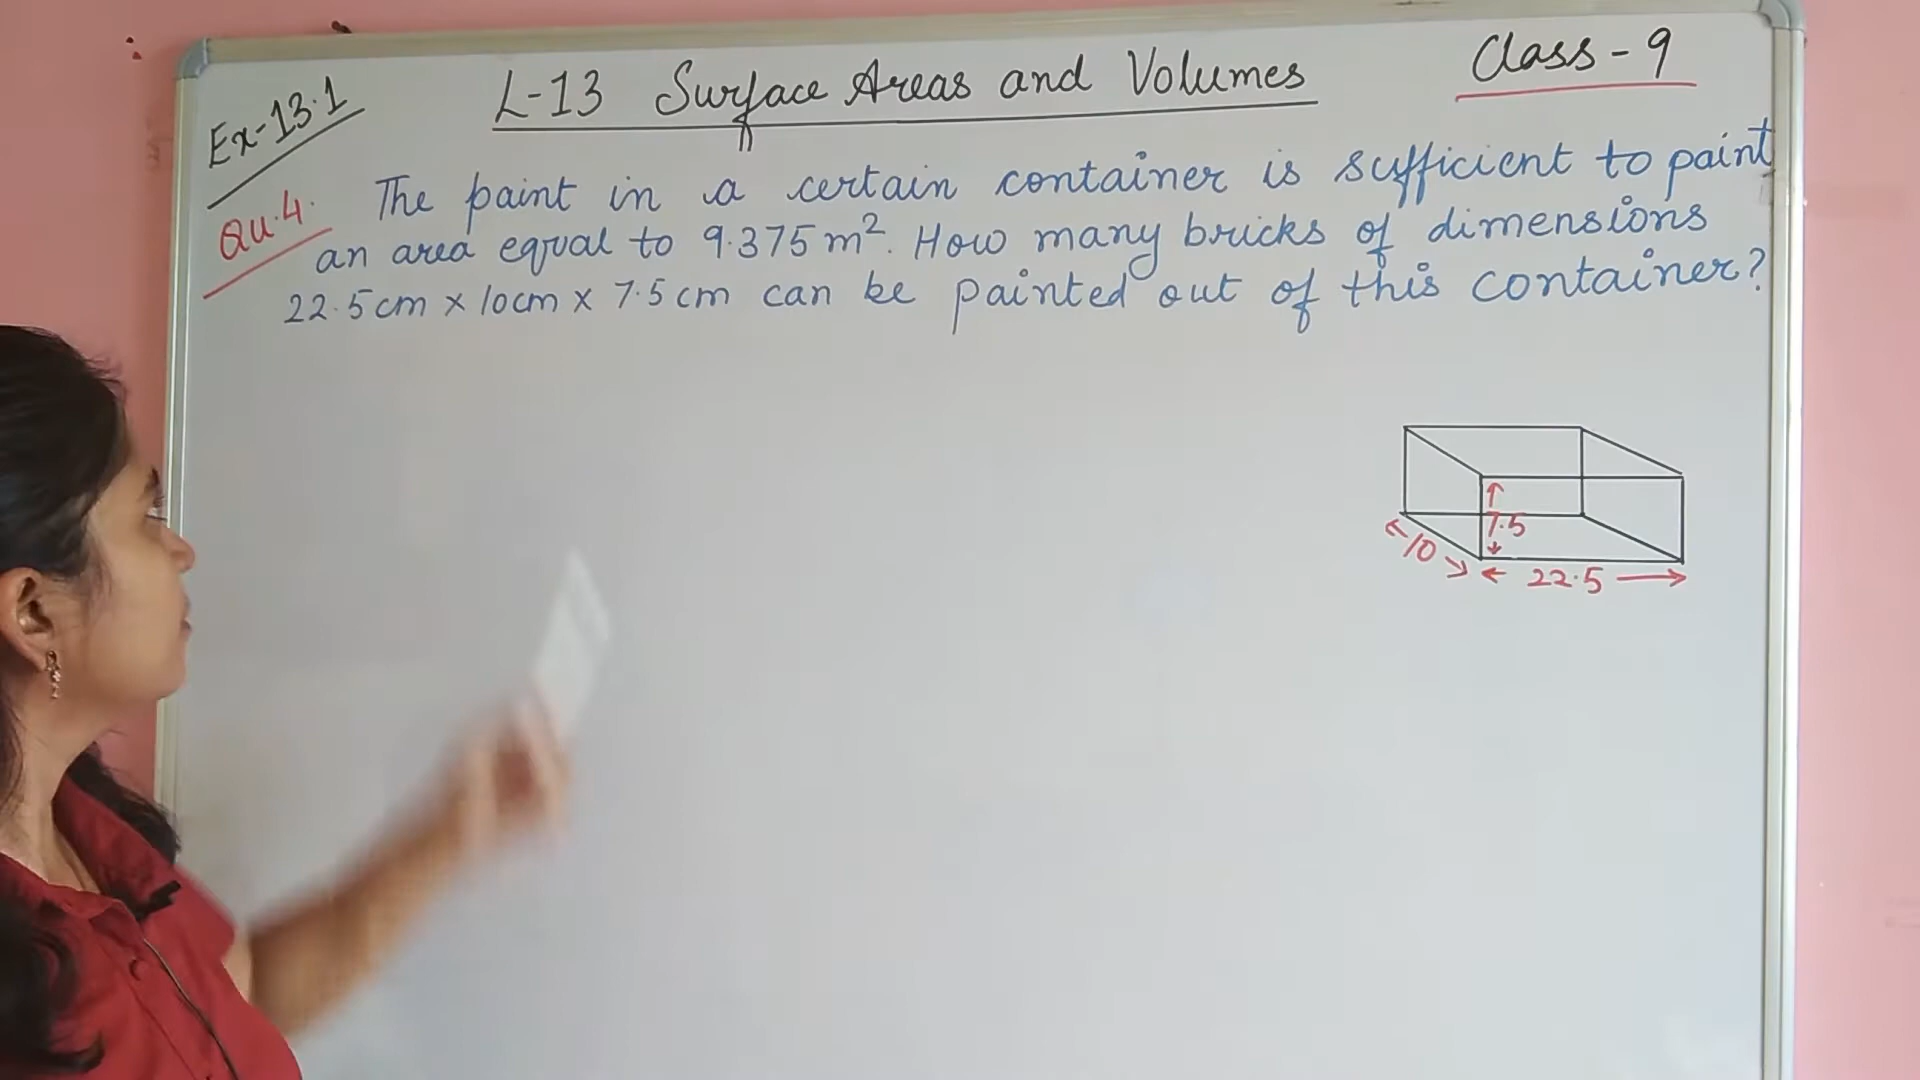 Ex-13.1
L-13 Surface Areas and Volumes
Class-9
Qu.4. The paint in a certain container is sufficient to paint
an area equal to 9.375 m². How many bricks of dimensions
22.5cm x 10cm x 7.5cm can be painted out of this container?
7.5
10
22.5